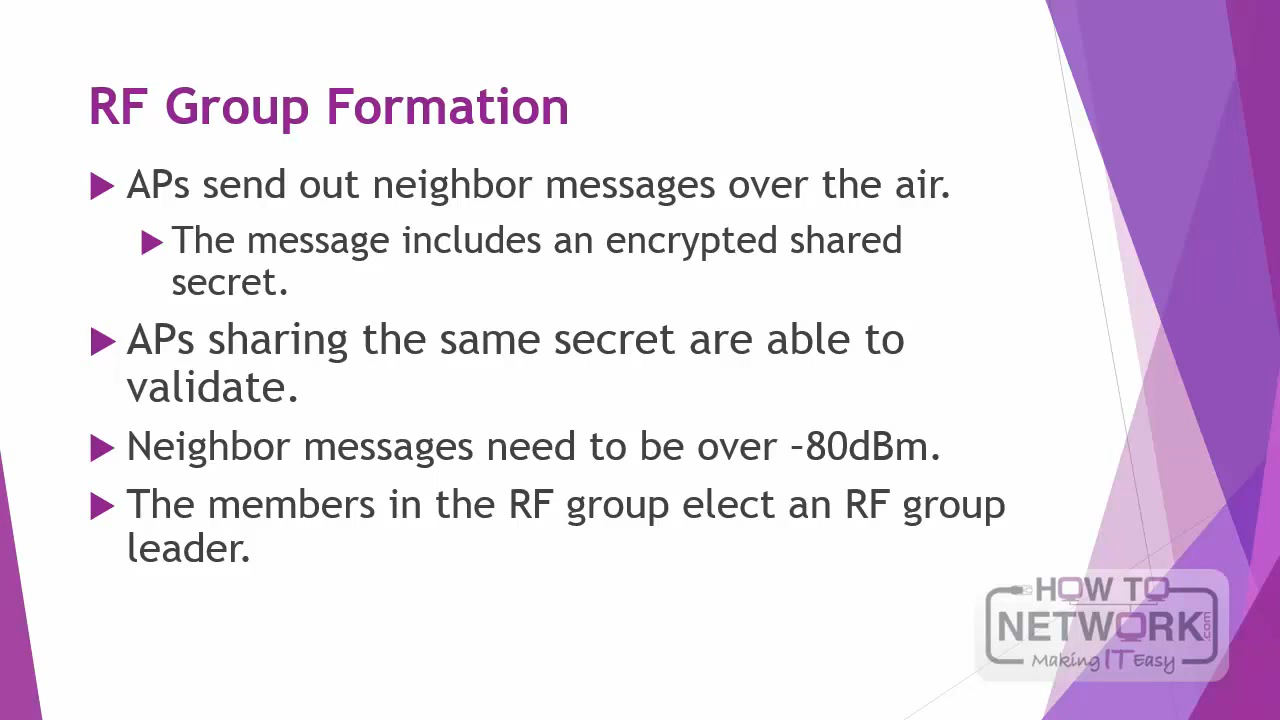 RF Group Formation
APs send out neighbor messages over the air.
The message includes an encrypted shared
secret.
APs sharing the same secret are able to
validate.
Neighbor messages need to be over –80dBm.
The members in the RF group elect an RF group
leader.
HOW TO
NETWORK.com
Making IT Easy